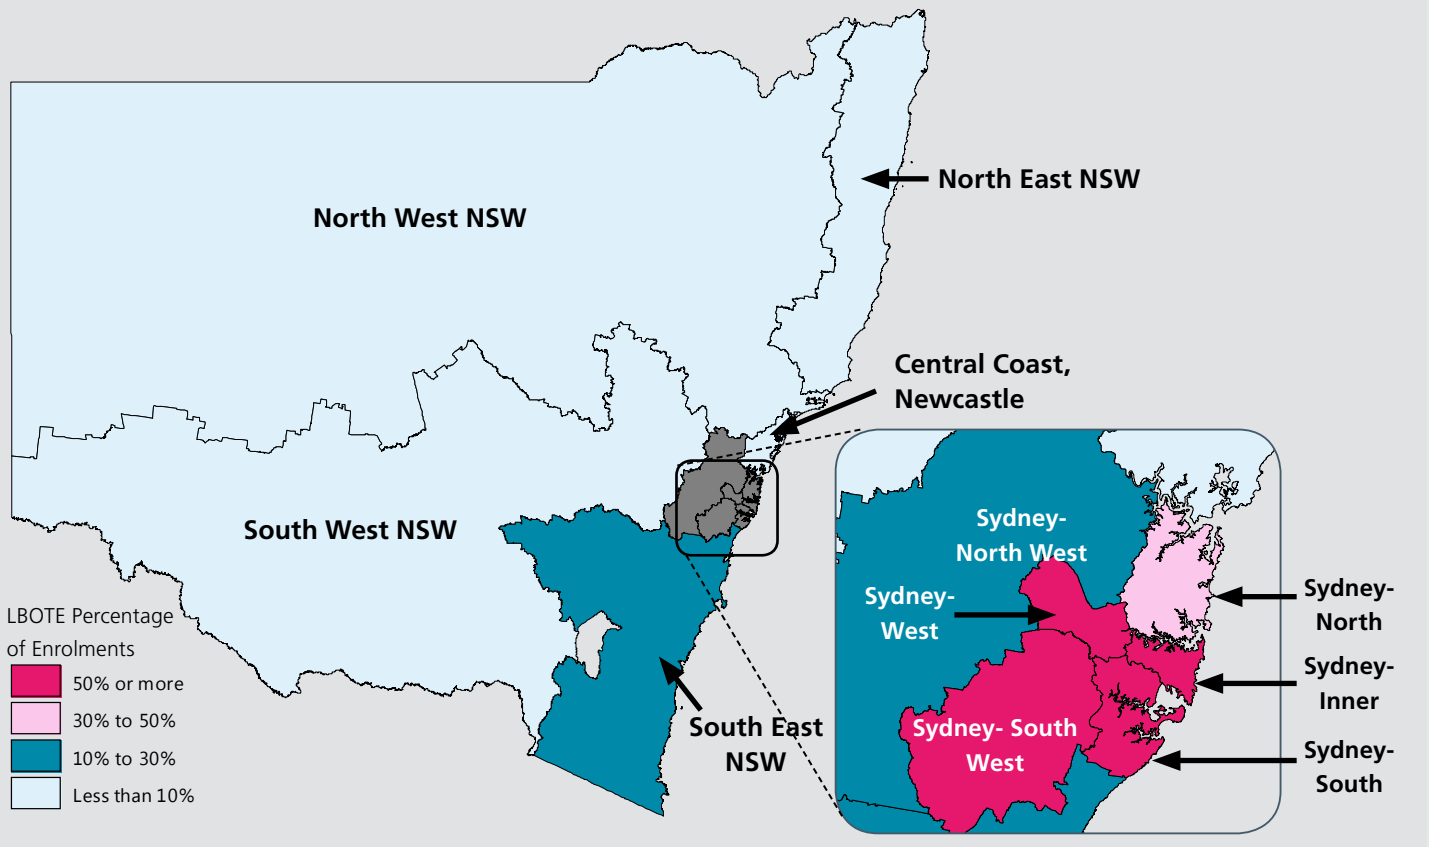 North East NSW
North West NSW
Central Coast,
Newcastle
South West NSW
Sydney-
North West
Sydney-
West
Sydney-
North
LBOTE Percentage
of Enrolments
50% or more
30% to 50%
10% to 30%
Less than 10%
Sydney-
Inner
South East
NSW
Sydney- South
West
Sydney-
South